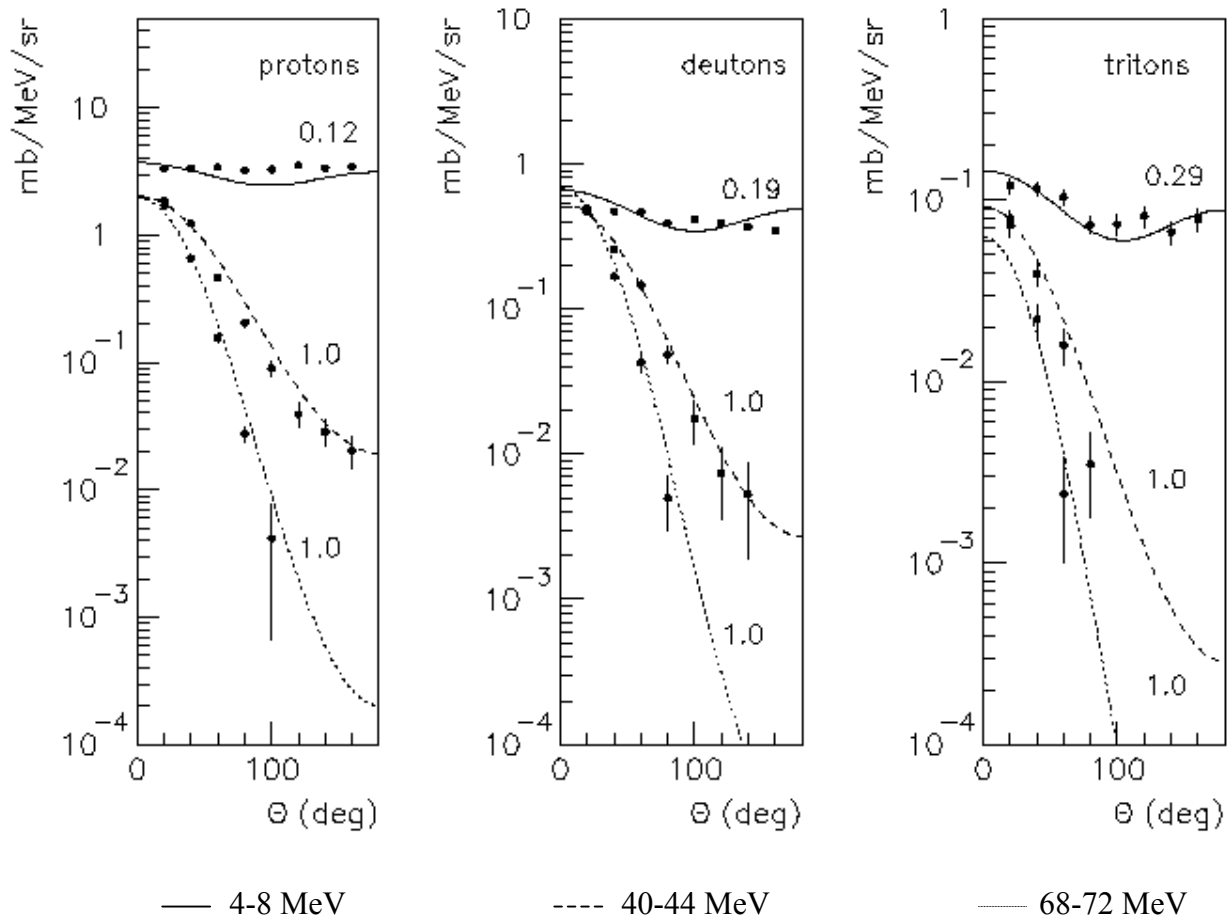 mb/MeV/sr
protons
10
0.12
1
10⁻¹
1.0
10⁻²
1.0
10⁻³
10⁻⁴
0 100
Θ (deg)
mb/MeV/sr
10
deutons
1
0.19
10⁻¹
1.0
10⁻²
10⁻³
1.0
10⁻⁴
0 100
Θ (deg)
mb/MeV/sr
1
tritons
0.29
10⁻¹
10⁻²
1.0
10⁻³
1.0
10⁻⁴
0 100
Θ (deg)
4-8 MeV
40-44 MeV
68-72 MeV